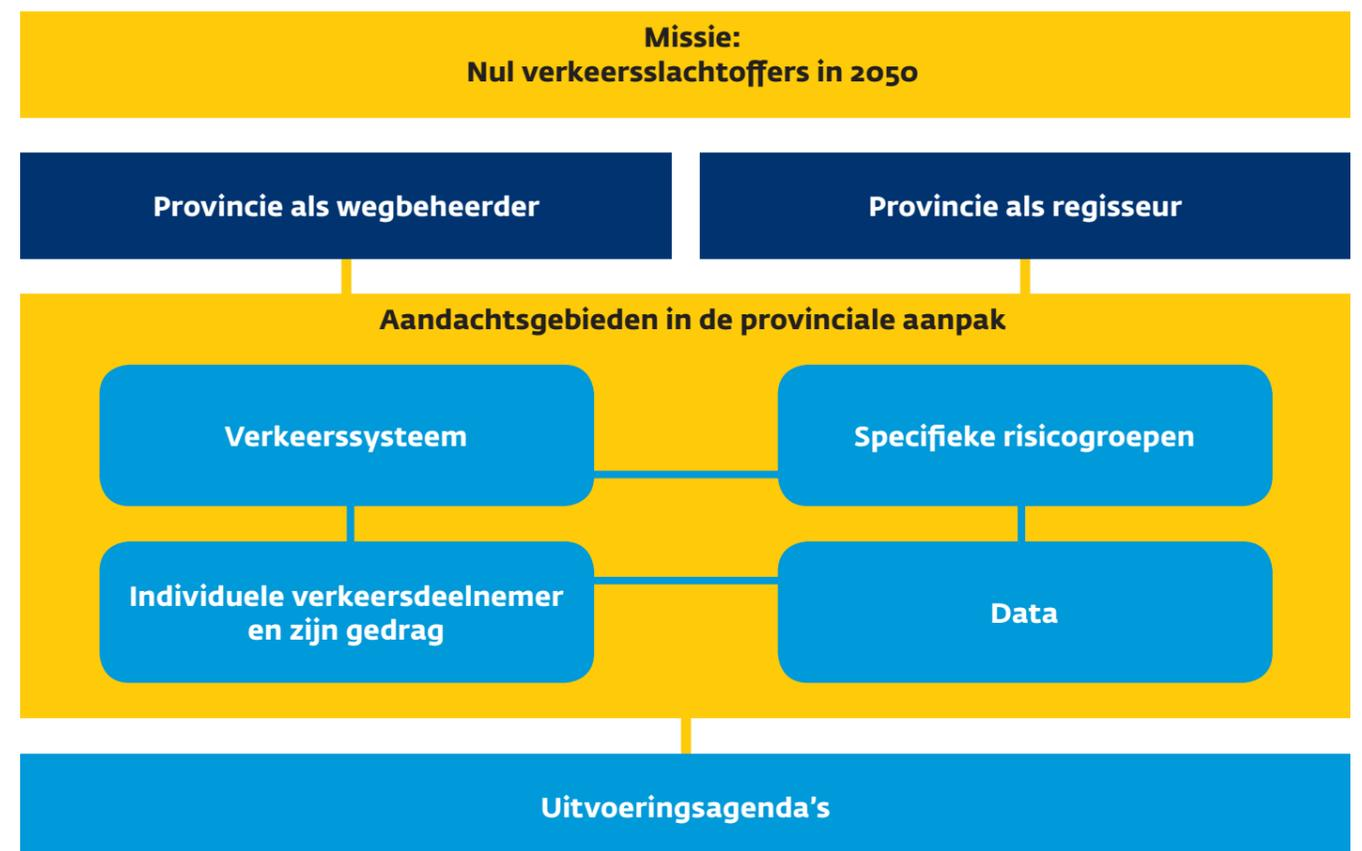 Missie:
Nul verkeersslachtoffers in 2050
Provincie als wegbeheerder
Provincie als regisseur
Aandachtsgebieden in de provinciale aanpak
Verkeerssysteem
Specifieke risicogroepen
Individuele verkeersdeelnemer
en zijn gedrag
Data
Uitvoeringsagenda's